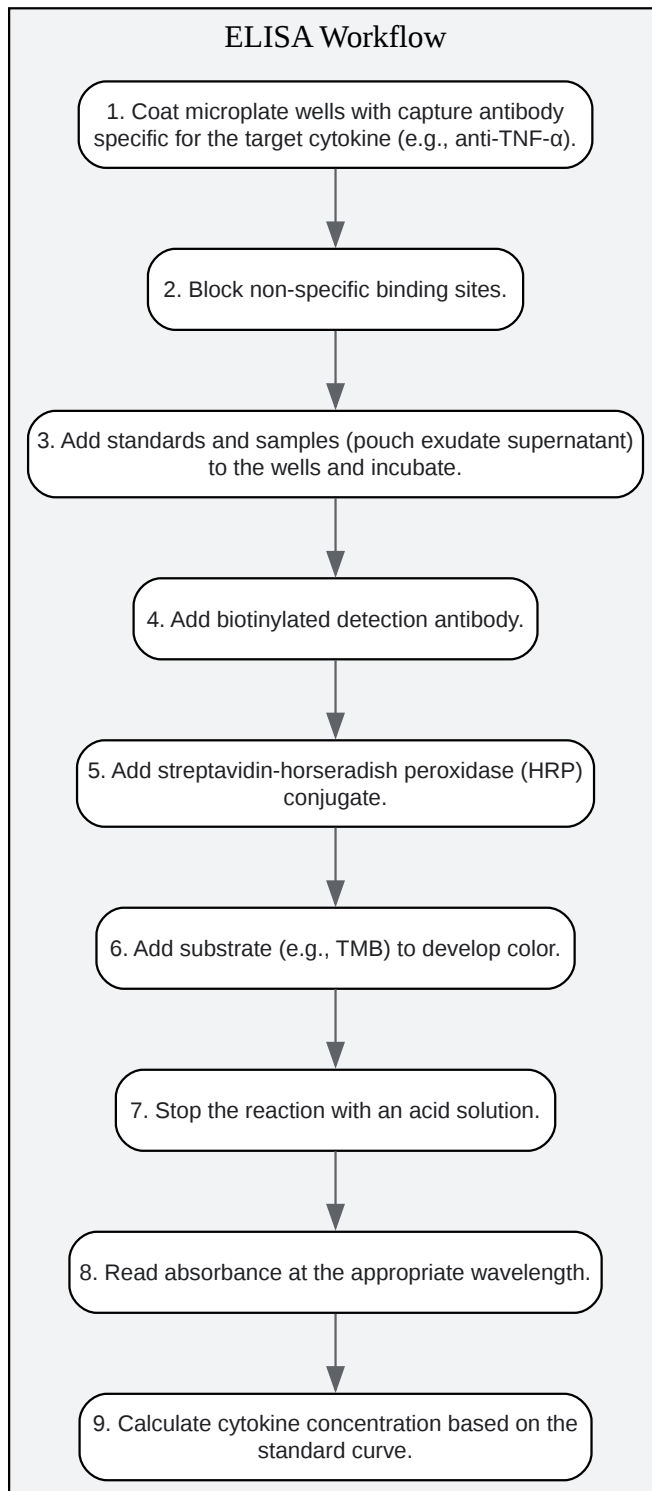 ELISA Workflow
1. Coat microplate wells with capture antibody
specific for the target cytokine (e.g., anti-TNF-α).
2. Block non-specific binding sites.
3. Add standards and samples (pouch exudate supernatant)
to the wells and incubate.
4. Add biotinylated detection antibody.
5. Add streptavidin-horseradish peroxidase (HRP)
conjugate.
6. Add substrate (e.g., TMB) to develop color.
7. Stop the reaction with an acid solution.
8. Read absorbance at the appropriate wavelength.
9. Calculate cytokine concentration based on the
standard curve.